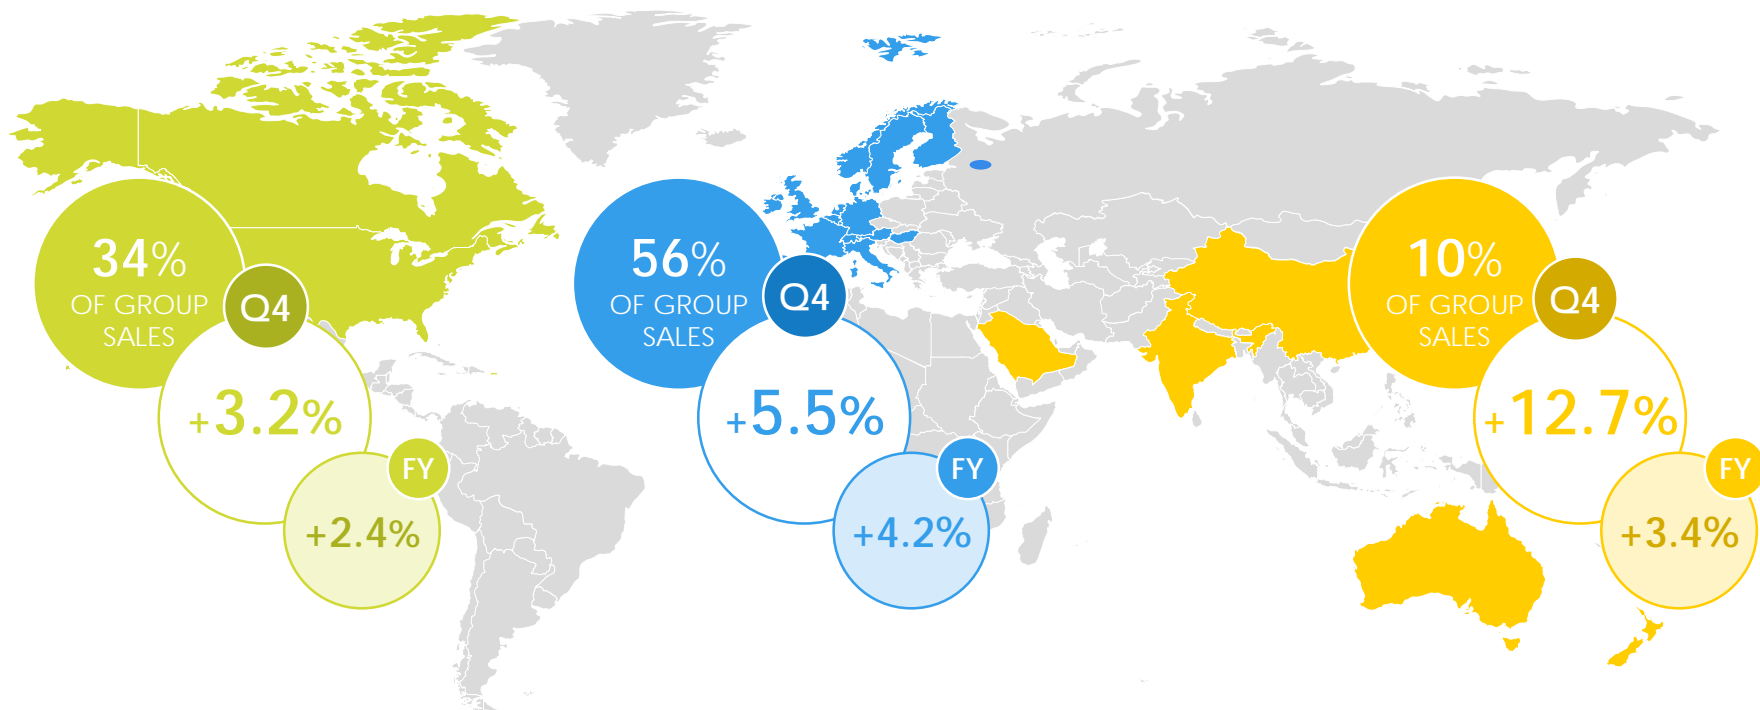 34%
OF GROUP
SALES
Q4
+3.2%
FY
+2.4%
56%
OF GROUP
SALES
Q4
+5.5%
FY
+4.2%
10%
OF GROUP
SALES
Q4
+12.7%
FY
+3.4%